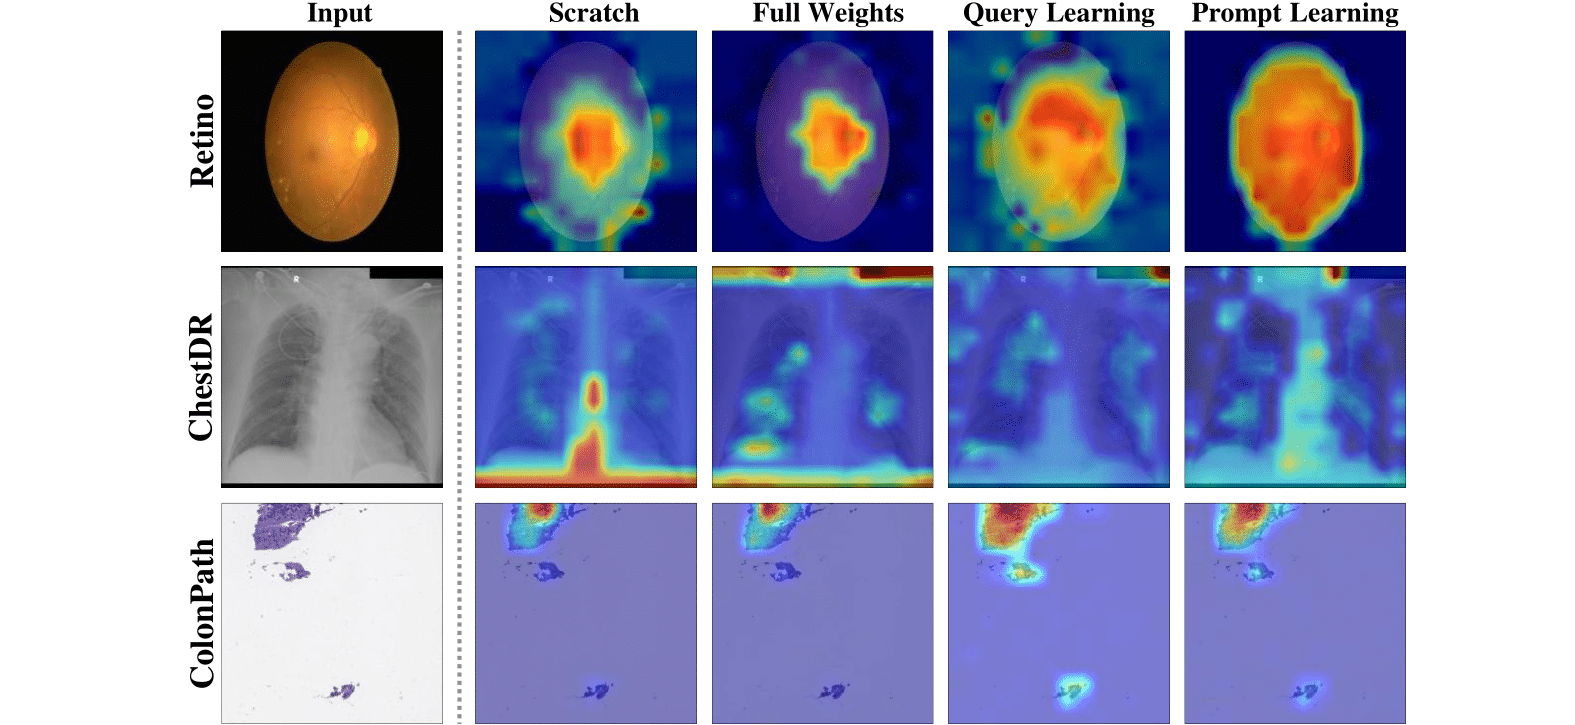 Input Scratch Full Weights Query Learning Prompt Learning
Retino
ChestDR
R
ColonPath